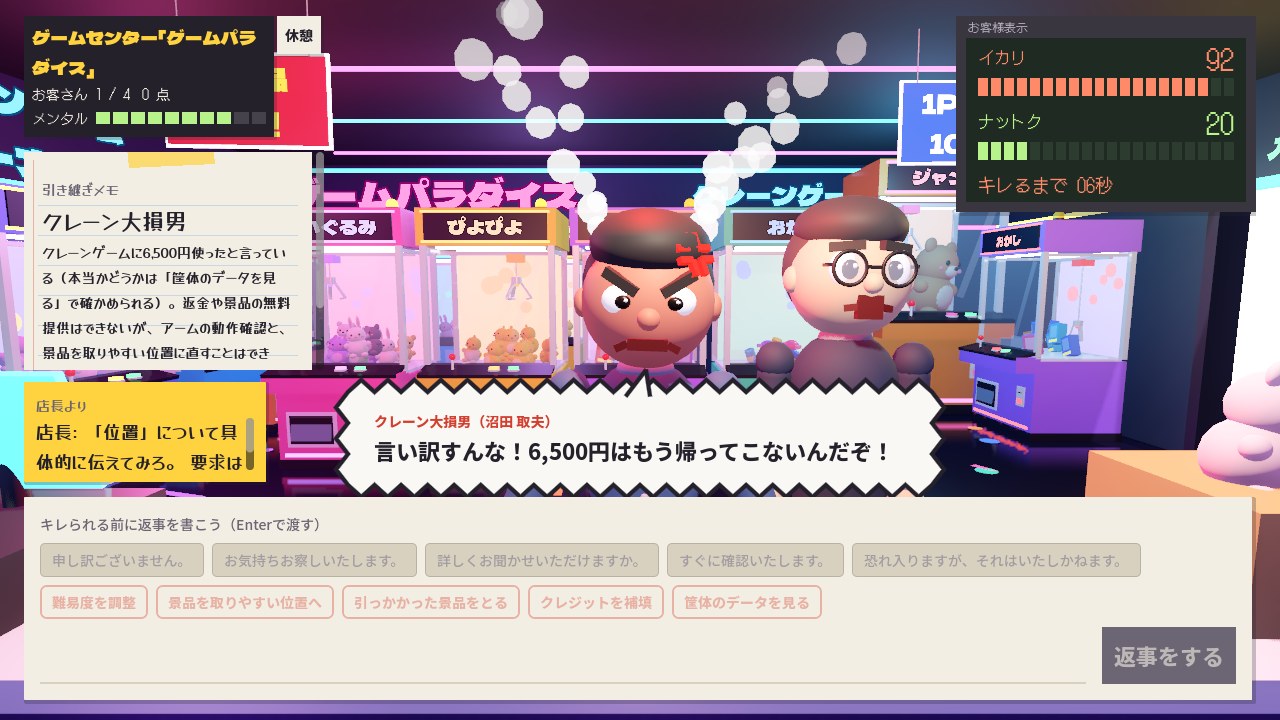 ゲームセンター「ゲームパラ
ダイス」
お客さん 1/4 0点
メンタル
休憩
引き継ぎメモ
クレーン大損男
クレーンゲームに6,500円使ったと言ってい
る（本当かどうかは「筐体のデータを見
る」で確かめられる）。返金や景品の無料
提供はできないが、アームの動作確認と、
景品を取りやすい位置に直すことはでき
店長より
店長：「位置」について具
体的に伝えてみろ。 要求は
お客様表示
イカリ 92
ナットク 20
キレるまで 06秒
ームパラダイス
ーンゲー
ぐるみ
ぴよぴよ
おか
ジャン
おかし
1P
10
クレーン大損男（沼田 取夫）
言い訳すんな！6,500円はもう帰ってこないんだぞ！
キレられる前に返事を書こう（Enterで渡す）
申し訳ございません。
お気持ちお察しいたします。
詳しくお聞かせいただけますか。
すぐに確認いたします。
恐れ入りますが、それはいたしかねます。
難易度を調整
景品を取りやすい位置へ
引っかかった景品をとる
クレジットを補填
筐体のデータを見る
返事をする